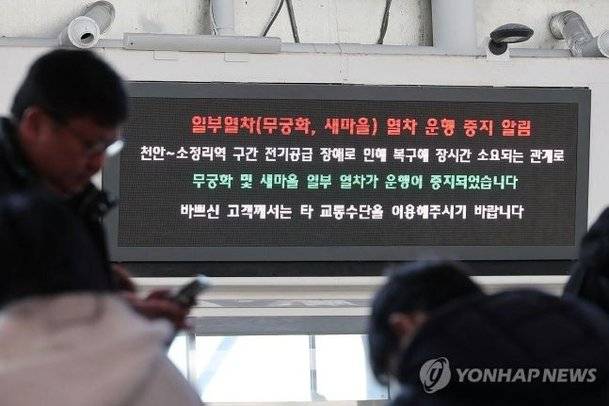 일부열차(무궁화, 새마을) 열차 운행 중지 알림
천안~소정리역 구간 전기공급 장애로 인해 복구에 장시간 소요되는 관계로
무궁화 및 새마을 일부 열차가 운행이 중지되었습니다
바쁘신 고객께서는 타 교통수단을 이용해주시기 바랍니다
YONHAP NEWS